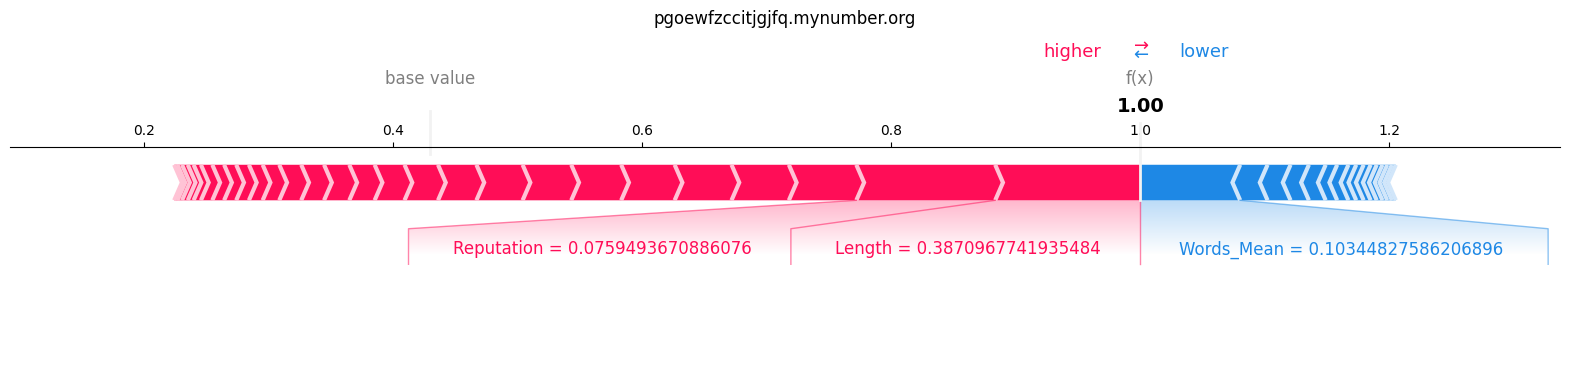 pgoewfzccitjgjfq.mynumber.org
higher ⇄ lower
base value f(x)
1.00
0.2 0.4 0.6 0.8 1.0 1.2
Reputation = 0.0759493670886076 Length = 0.3870967741935484 Words_Mean = 0.10344827586206896